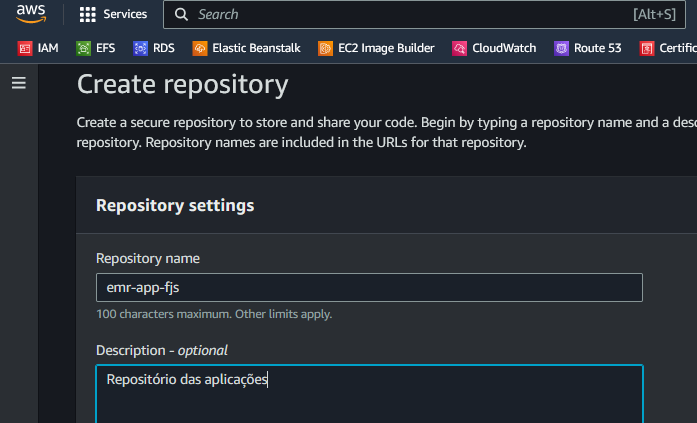 aws Services Search [Alt+S]
IAM EFS RDS Elastic Beanstalk EC2 Image Builder CloudWatch Route 53 Certific
Create repository
Create a secure repository to store and share your code. Begin by typing a repository name and a desc
repository. Repository names are included in the URLs for that repository.
Repository settings
Repository name
emr-app-fjs
100 characters maximum. Other limits apply.
Description - optional
Repositório das aplicações